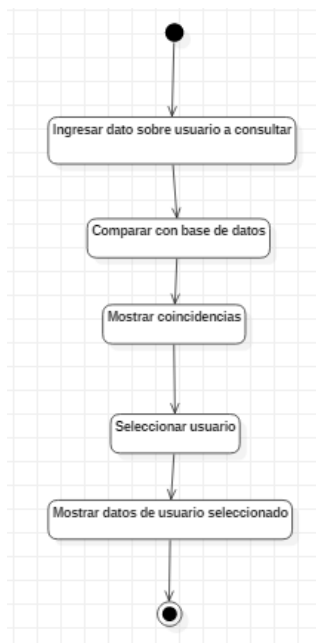 Ingresar dato sobre usuario a consultar
Comparar con base de datos
Mostrar coincidencias
Seleccionar usuario
Mostrar datos de usuario seleccionado